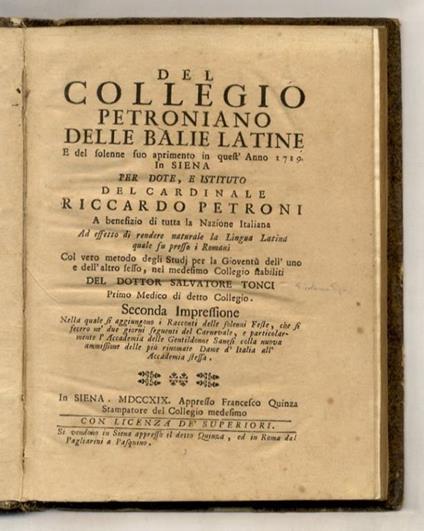 DEL
COLLEGIO
PETRONIANO
DELLE BALIE LATINE
E del solenne suo aprimento in quest' Anno 1719.
In SIENA
PER DOTE, E ISTITUTO
DEL CARDINALE
RICCARDO PETRONI
A benefizio di tutta la Nazione Italiana
Ad effetto di rendere naturale la Lingua Latina
quale fu presso i Romani
Col vero metodo degli Studj per la Gioventù dell' uno
e dell' altro sesso, nel medesimo Collegio stabiliti
DEL DOTTOR SALVATORE TONCI
Primo Medico di detto Collegio.
Seconda Impressione
Nella quale si aggiungono i Racconti delle solenni Feste, che si
fecero ne' due giorni seguenti del Carnevale, e particolar-
mente l' Accademia delle Gentildonne Sanesi colla nuova
ammissione delle più rinomate Dame d' Italia all'
Accademia stessa.
In SIENA. MDCCXIX. Appresso Francesco Quinza
Stampatore del Collegio medesimo
CON LICENZA DE' SUPERIORI.
Si vendono in Siena appresso il detto Quinza, ed in Roma dal
Pagliarini a Pasquino.